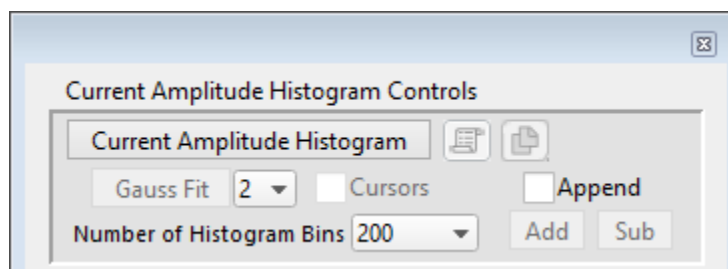 Current Amplitude Histogram Controls
Current Amplitude Histogram
Gauss Fit 2 Cursors Append
Number of Histogram Bins 200 Add Sub